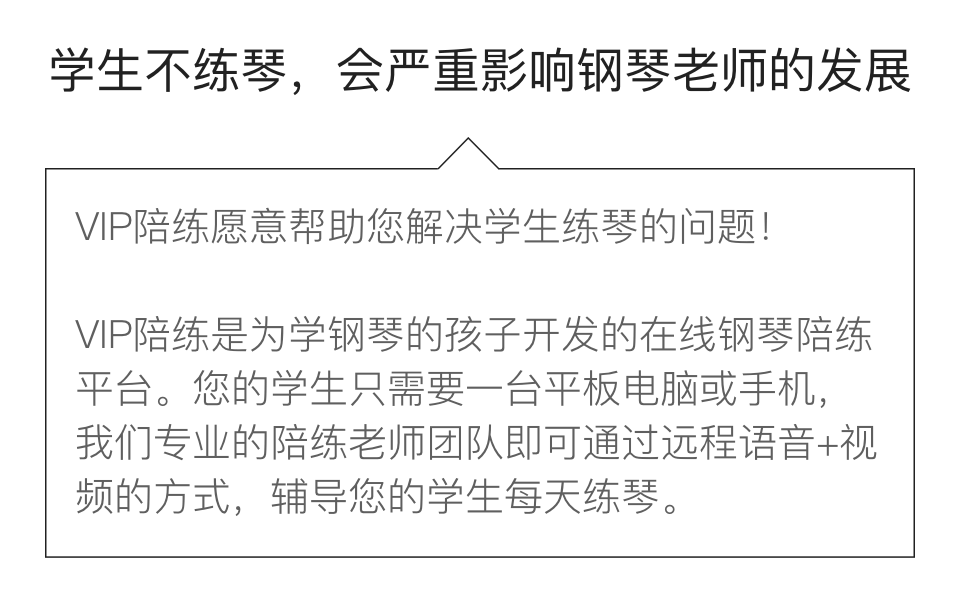 学生不练琴，会严重影响钢琴老师的发展
VIP陪练愿意帮助您解决学生练琴的问题！
VIP陪练是为学钢琴的孩子开发的在线钢琴陪练
平台。您的学生只需要一台平板电脑或手机，
我们专业的陪练老师团队即可通过远程语音+视
频的方式，辅导您的学生每天练琴。